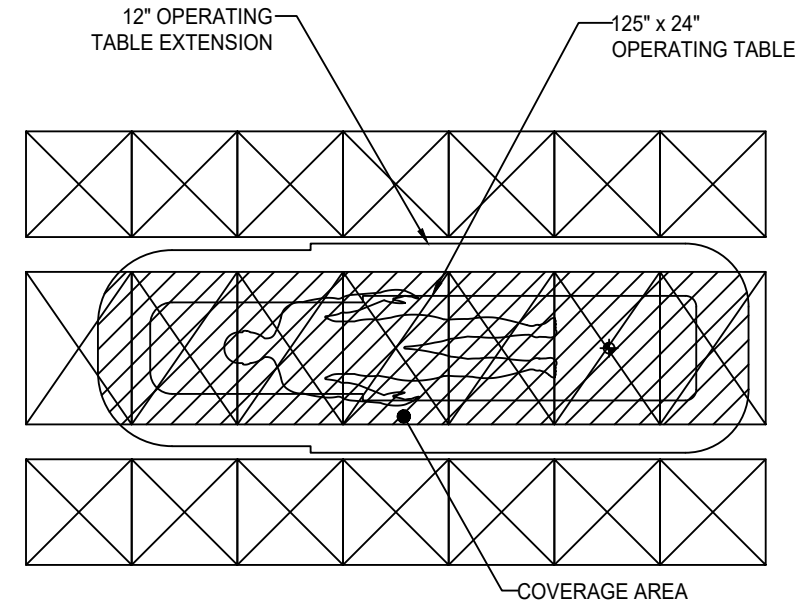 12" OPERATING
TABLE EXTENSION
125" x 24"
OPERATING TABLE
COVERAGE AREA